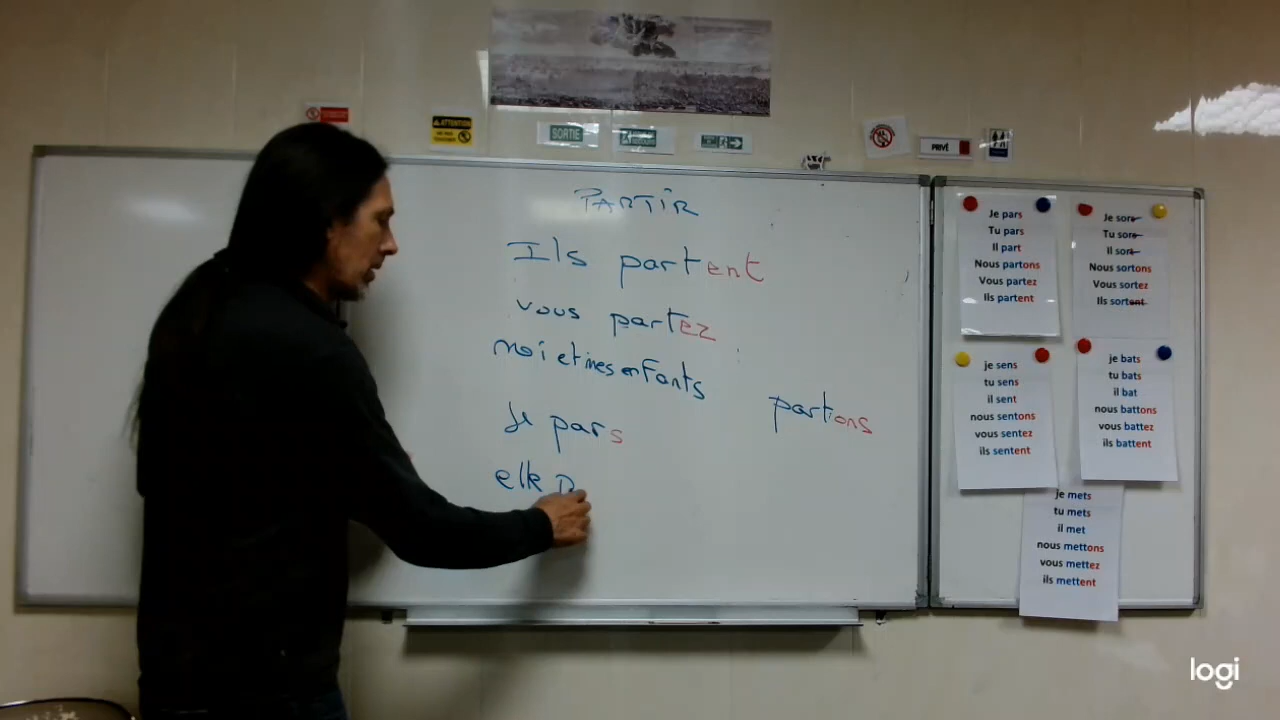 ATTENTION
SORTIE
PRIVÉ
PARTIR
Ils partent
vous partez
moi et mes enfants
partions
Je pars
elle p
Je pars
Tu pars
Il part
Nous partons
Vous partez
Ils partent
Je sors
Tu sors
Il sort
Nous sortons
Vous sortez
Ils sortent
je sens
tu sens
il sent
nous sentons
vous sentez
ils sentent
je bats
tu bats
il bat
nous battons
vous battez
ils battent
je mets
tu mets
il met
nous mettons
vous mettez
ils mettent
logi